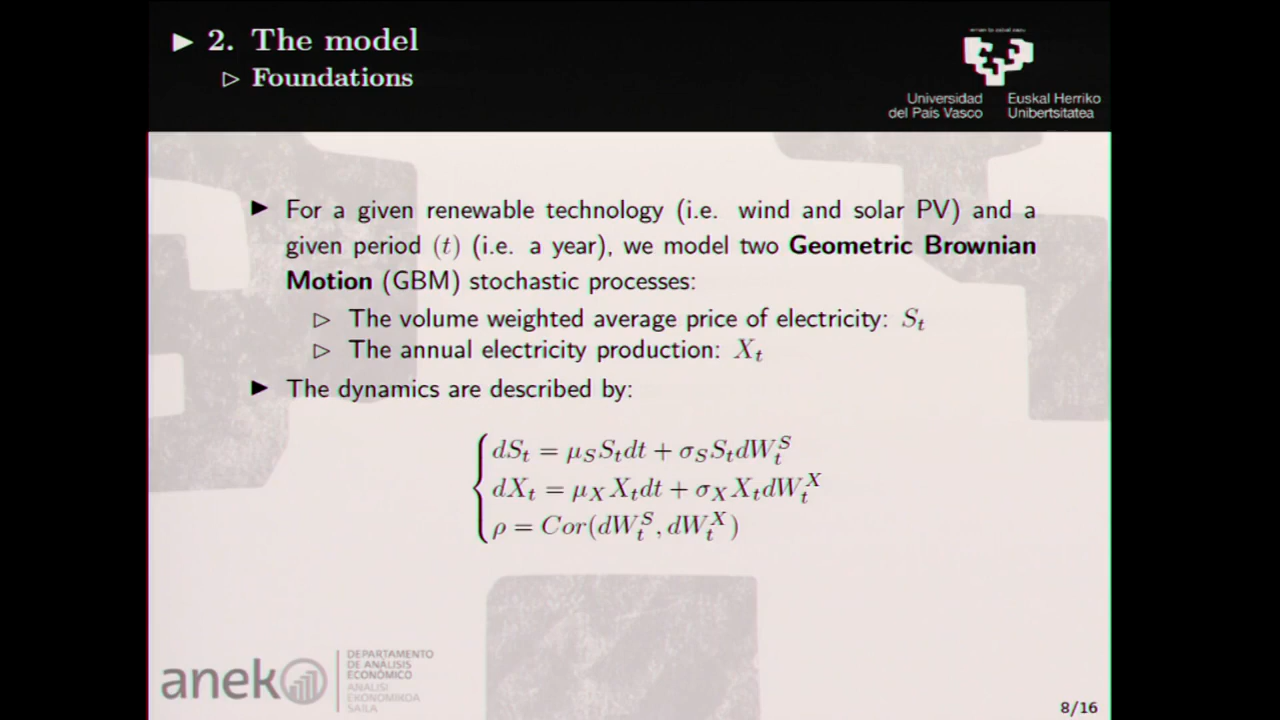 ▶ 2. The model
▷ Foundations
eman ta zabal zazu
Universidad
del País Vasco
Euskal Herriko
Unibertsitatea
▶ For a given renewable technology (i.e. wind and solar PV) and a
given period (t) (i.e. a year), we model two Geometric Brownian
Motion (GBM) stochastic processes:
▷ The volume weighted average price of electricity: S_t
▷ The annual electricity production: X_t
▶ The dynamics are described by:
dS_t = μ_S S_t dt + σ_S S_t dW_t^S
dX_t = μ_X X_t dt + σ_X X_t dW_t^X
ρ = Cor(dW_t^S, dW_t^X)
aneko
DEPARTAMENTO
DE ANÁLISIS
ECONÓMICO
ANALISI
EKONOMIKOA
SAILA
8/16